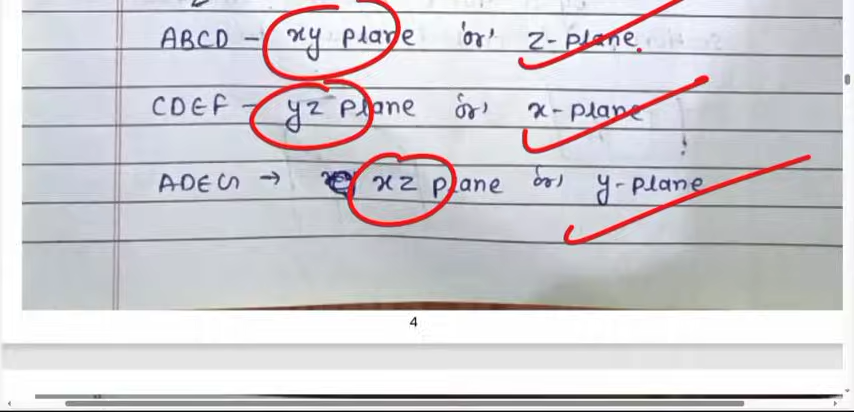 ABCD - xy plane 'or' z-plane.
CDEF - yz plane 'or' x-plane
ADEG → xz plane 'or' y-plane
4